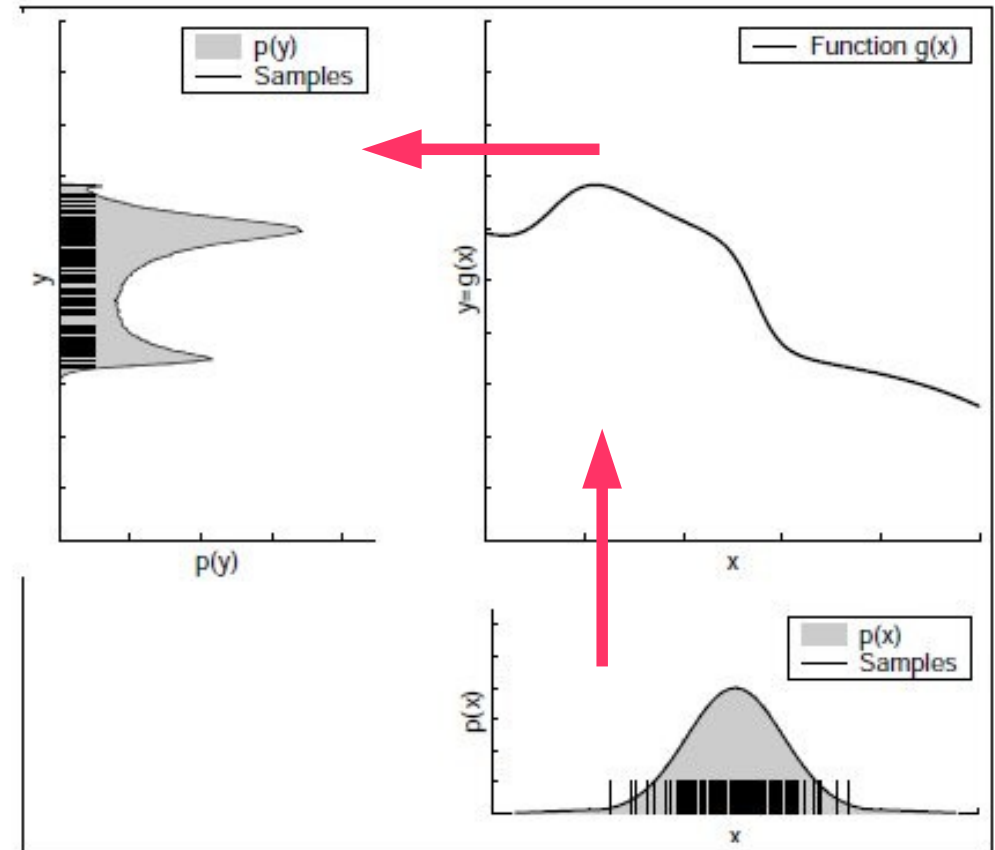 p(y)
Samples
Function g(x)
y
y=g(x)
p(y)
x
p(x)
Samples
p(x)
x